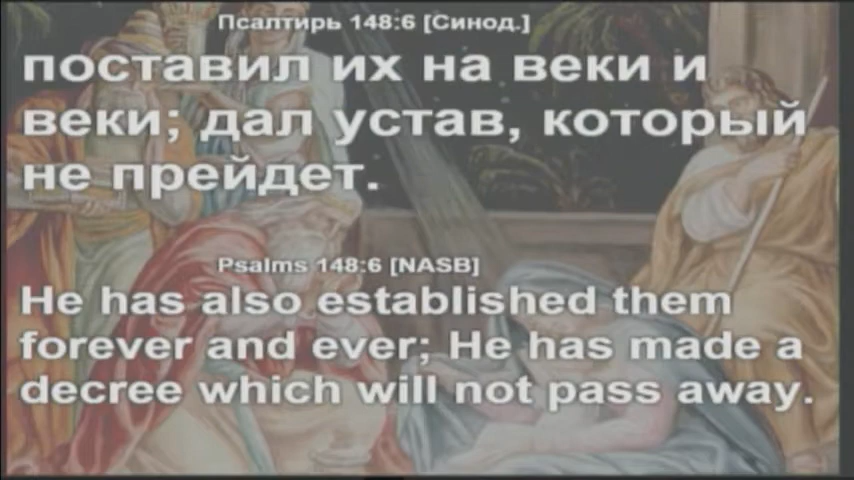 Псалтирь 148:6 [Синод.]
поставил их на веки и
веки; дал устав, который
не прейдет.
Psalms 148:6 [NASB]
He has also established them
forever and ever; He has made a
decree which will not pass away.